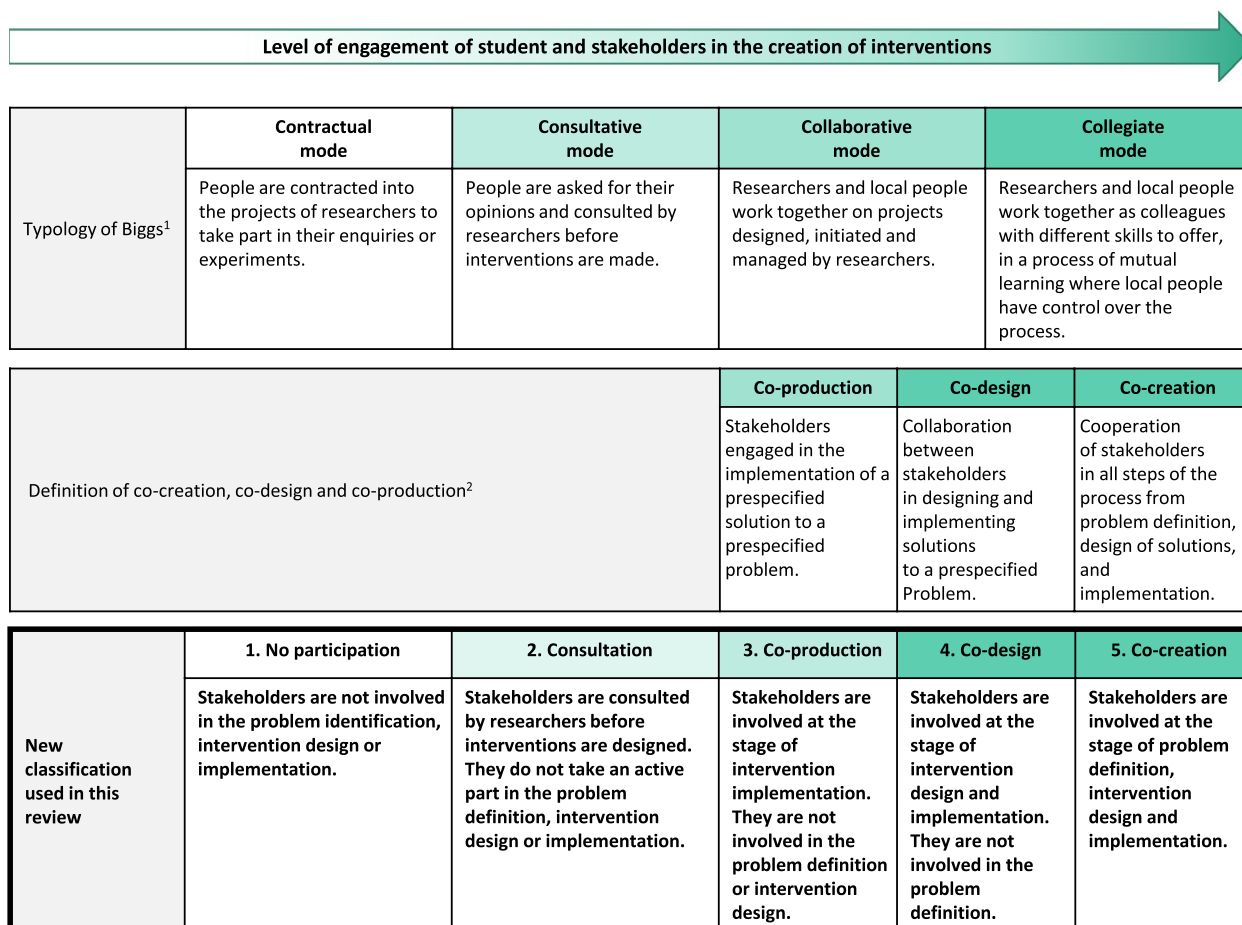 Level of engagement of student and stakeholders in the creation of interventions
Typology of Biggs¹
Contractual
mode
People are contracted into
the projects of researchers to
take part in their enquiries or
experiments.
Consultative
mode
People are asked for their
opinions and consulted by
researchers before
interventions are made.
Collaborative
mode
Researchers and local people
work together on projects
designed, initiated and
managed by researchers.
Collegiate
mode
Researchers and local people
work together as colleagues
with different skills to offer,
in a process of mutual
learning where local people
have control over the
process.
Definition of co-creation, co-design and co-production²
Co-production
Stakeholders
engaged in the
implementation of a
prespecified
solution to a
prespecified
problem.
Co-design
Collaboration
between
stakeholders
in designing and
implementing
solutions
to a prespecified
Problem.
Co-creation
Cooperation
of stakeholders
in all steps of the
process from
problem definition,
design of solutions,
and
implementation.
New
classification
used in this
review
1. No participation
Stakeholders are not involved
in the problem identification,
intervention design or
implementation.
2. Consultation
Stakeholders are consulted
by researchers before
interventions are designed.
They do not take an active
part in the problem
definition, intervention
design or implementation.
3. Co-production
Stakeholders are
involved at the
stage of
intervention
implementation.
They are not
involved in the
problem definition
or intervention
design.
4. Co-design
Stakeholders are
involved at the
stage of
intervention
design and
implementation.
They are not
involved in the
problem
definition.
5. Co-creation
Stakeholders are
involved at the
stage of problem
definition,
intervention
design and
implementation.